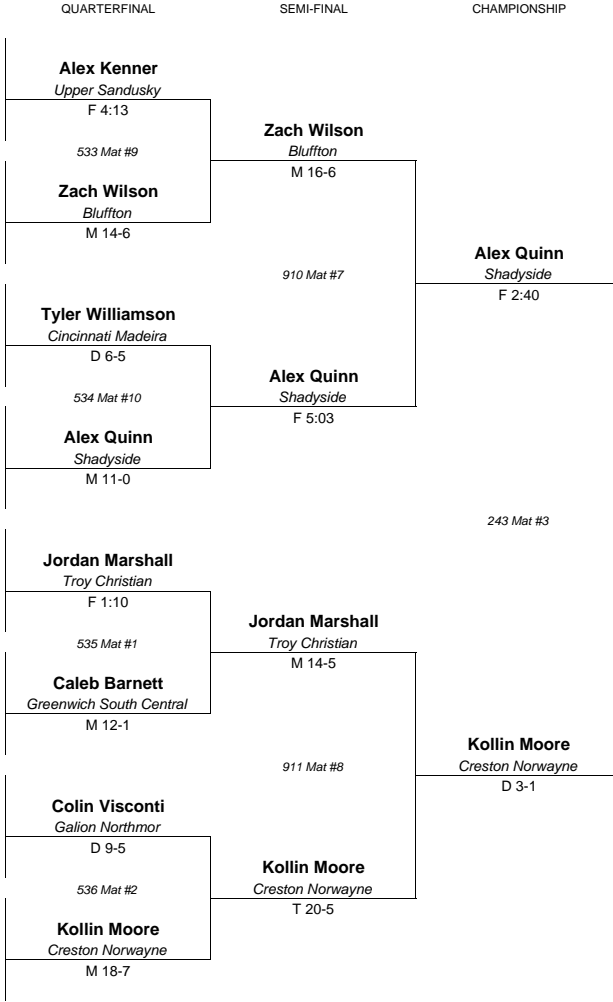 QUARTERFINAL
SEMI-FINAL
CHAMPIONSHIP
Alex Kenner
Upper Sandusky
F 4:13
533 Mat #9
Zach Wilson
Bluffton
M 14-6
Tyler Williamson
Cincinnati Madeira
D 6-5
534 Mat #10
Alex Quinn
Shadyside
M 11-0
Jordan Marshall
Troy Christian
F 1:10
535 Mat #1
Caleb Barnett
Greenwich South Central
M 12-1
Colin Visconti
Galion Northmor
D 9-5
536 Mat #2
Kollin Moore
Creston Norwayne
M 18-7
Zach Wilson
Bluffton
M 16-6
910 Mat #7
Alex Quinn
Shadyside
F 5:03
Jordan Marshall
Troy Christian
M 14-5
911 Mat #8
Kollin Moore
Creston Norwayne
T 20-5
Alex Quinn
Shadyside
F 2:40
243 Mat #3
Kollin Moore
Creston Norwayne
D 3-1